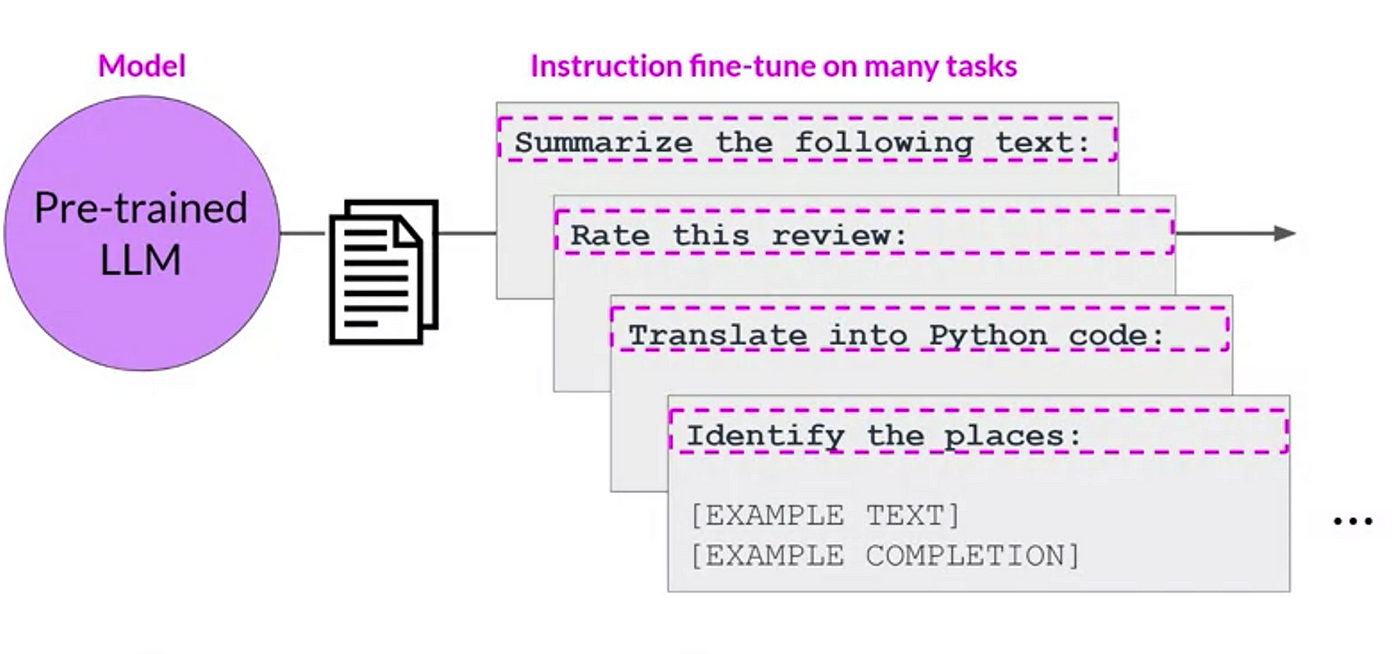 Model
Instruction fine-tune on many tasks
Pre-trained
LLM
Summarize the following text:
Rate this review:
Translate into Python code:
Identify the places:
[EXAMPLE TEXT]
[EXAMPLE COMPLETION]
...